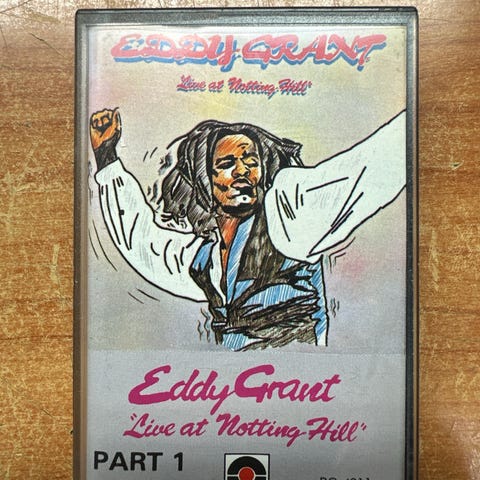 EDDY GRANT
"Live at Notting-Hill"
Eddy Grant
"Live at Notting-Hill"
PART 1